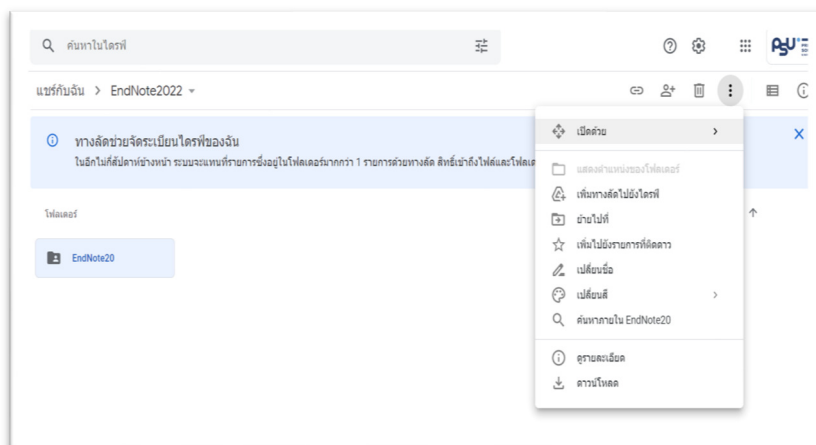 ค้นหาในไดรฟ์
PSU
แชร์กับฉัน > EndNote2022
ทางลัดช่วยจัดระเบียบไดรฟ์ของฉัน
ในอีกไม่กี่สัปดาห์ข้างหน้า ระบบจะแทนที่รายการซึ่งอยู่ในโฟลเดอร์มากกว่า 1 รายการด้วยทางลัด สิทธิ์เข้าถึงไฟล์และโฟลเด
โฟลเดอร์
EndNote20
เปิดด้วย
แสดงตำแหน่งของโฟลเดอร์
เพิ่มทางลัดไปยังไดรฟ์
ย้ายไปที่
เพิ่มไปยังรายการที่ติดดาว
เปลี่ยนชื่อ
เปลี่ยนสี
ค้นหาภายใน EndNote20
ดูรายละเอียด
ดาวน์โหลด